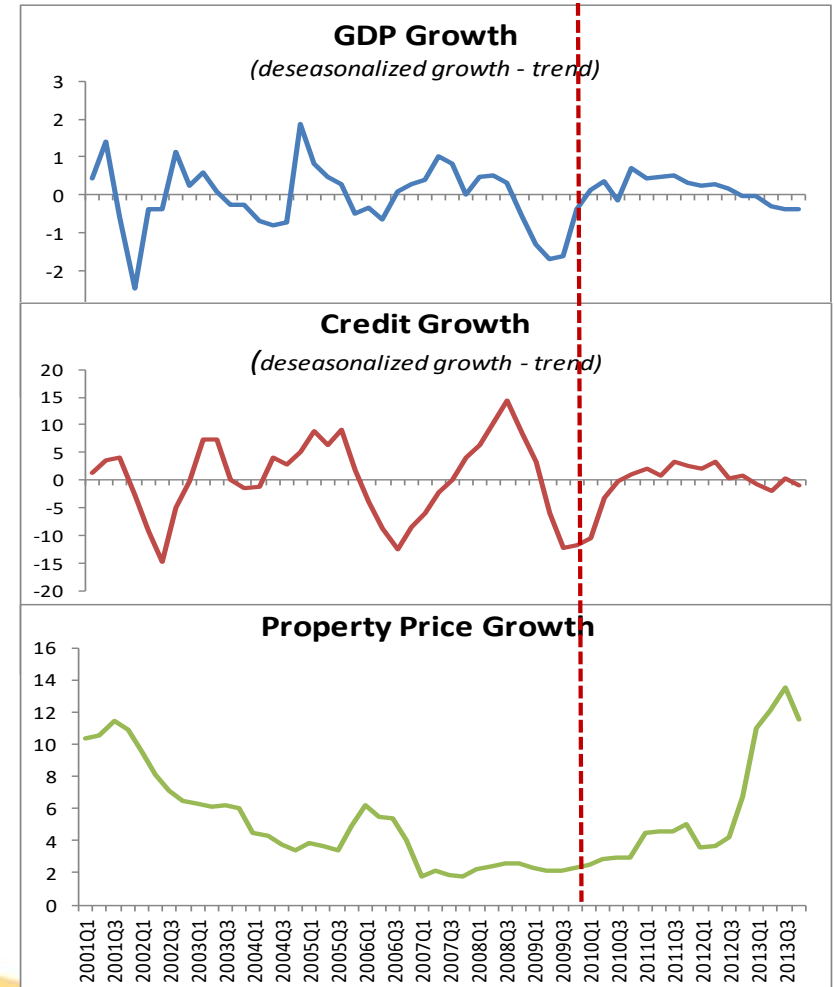 GDP Growth
(deseasonalized growth - trend)
3
2
1
0
-1
-2
Credit Growth
(deseasonalized growth - trend)
20
15
10
5
0
-5
-10
-15
-20
Property Price Growth
16
14
12
10
8
6
4
2
0
2001Q1
2001Q3
2002Q1
2002Q3
2003Q1
2003Q3
2004Q1
2004Q3
2005Q1
2005Q3
2006Q1
2006Q3
2007Q1
2007Q3
2008Q1
2008Q3
2009Q1
2009Q3
2010Q1
2010Q3
2011Q1
2011Q3
2012Q1
2012Q3
2013Q1
2013Q3